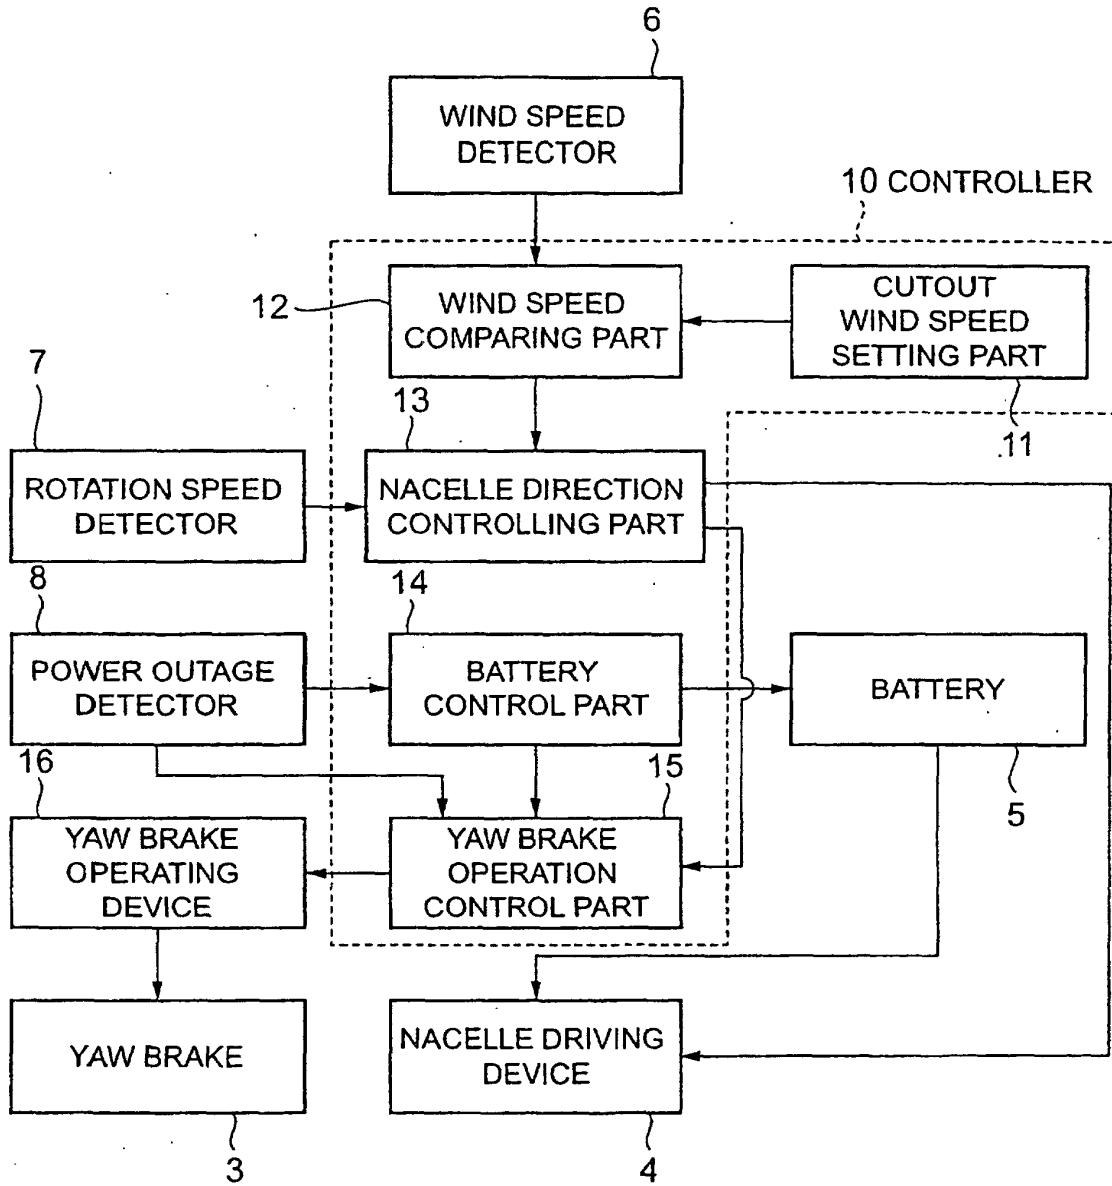 6
WIND SPEED
DETECTOR
10 CONTROLLER
12
WIND SPEED
COMPARING PART
CUTOUT
WIND SPEED
SETTING PART
11
7
13
ROTATION SPEED
DETECTOR
NACELLE DIRECTION
CONTROLLING PART
8
14
POWER OUTAGE
DETECTOR
BATTERY
CONTROL PART
BATTERY
5
16
15
YAW BRAKE
OPERATING
DEVICE
YAW BRAKE
OPERATION
CONTROL PART
YAW BRAKE
3
NACELLE DRIVING
DEVICE
4